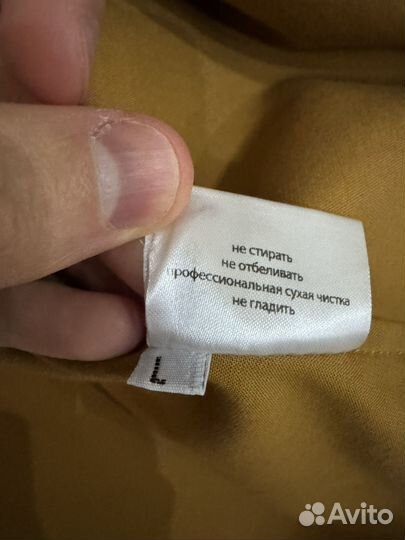 не стирать
не отбеливать
профессиональная сухая чистка
не гладить
L
Avito